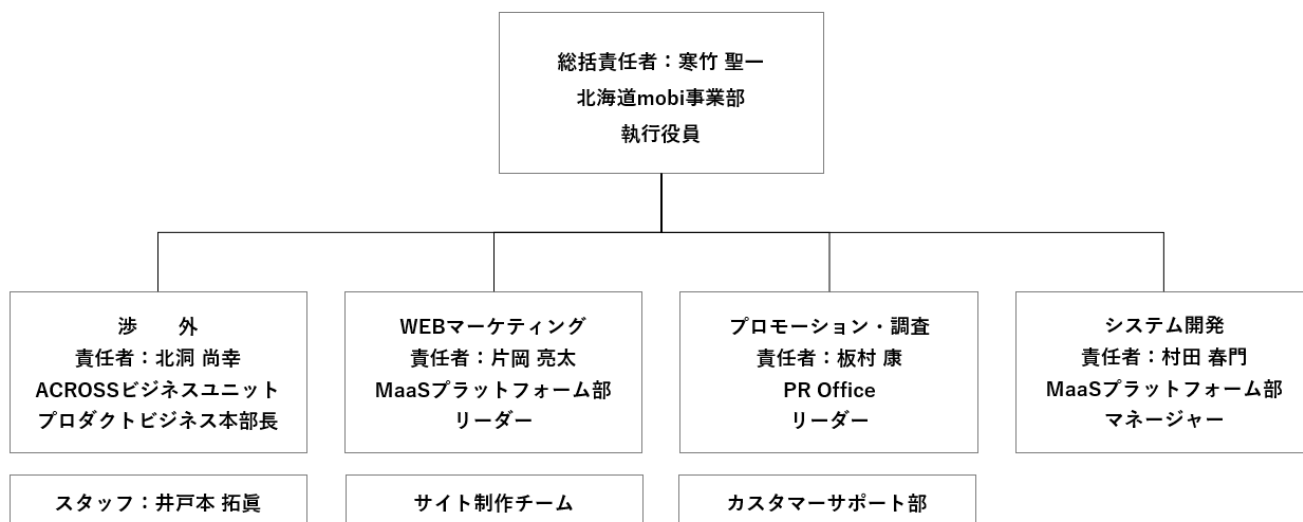 総括責任者：寒竹 聖一
北海道mobi事業部
執行役員
渉　　外
責任者：北洞 尚幸
ACROSSビジネスユニット
プロダクトビジネス本部長
WEBマーケティング
責任者：片岡 亮太
MaaSプラットフォーム部
リーダー
プロモーション・調査
責任者：板村 康
PR Office
リーダー
システム開発
責任者：村田 春門
MaaSプラットフォーム部
マネージャー
スタッフ：井戸本 拓眞
サイト制作チーム
カスタマーサポート部